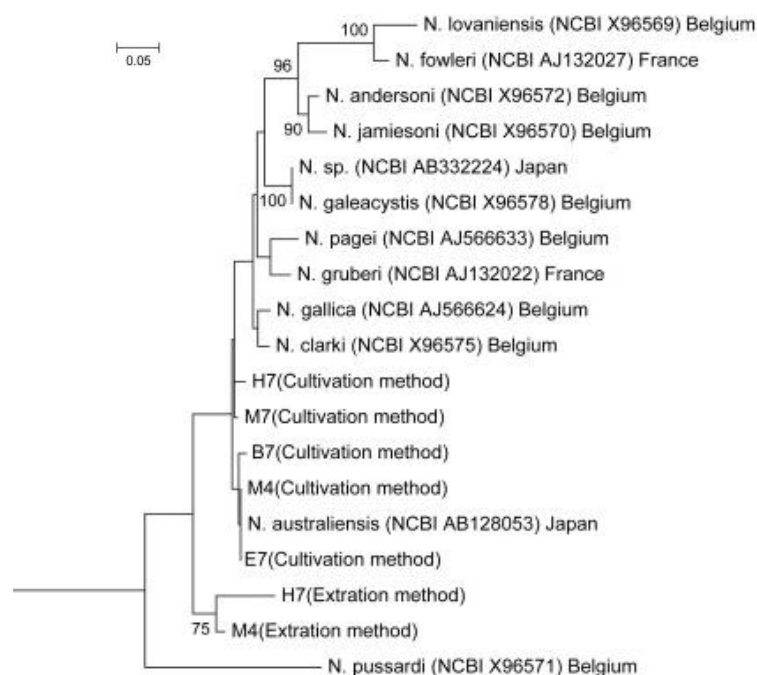 100
N. lovaniensis (NCBI X96569) Belgium
0.05
96
N. fowleri (NCBI AJ132027) France
N. andersoni (NCBI X96572) Belgium
90
N. jamiesoni (NCBI X96570) Belgium
N. sp. (NCBI AB332224) Japan
100
N. galeacystis (NCBI X96578) Belgium
N. pagei (NCBI AJ566633) Belgium
N. gruberi (NCBI AJ132022) France
N. gallica (NCBI AJ566624) Belgium
N. clarki (NCBI X96575) Belgium
H7(Cultivation method)
M7(Cultivation method)
B7(Cultivation method)
M4(Cultivation method)
N. australiensis (NCBI AB128053) Japan
E7(Cultivation method)
H7(Extration method)
75
M4(Extration method)
N. pussardi (NCBI X96571) Belgium